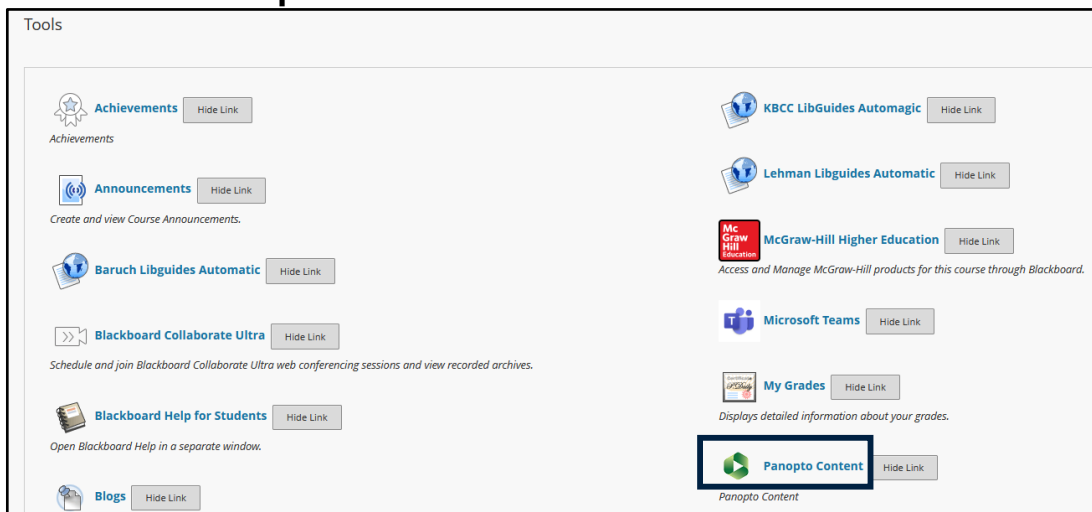 Tools
Achievements Hide Link
Achievements
Announcements Hide Link
Create and view Course Announcements.
Baruch Libguides Automatic Hide Link
Blackboard Collaborate Ultra Hide Link
Schedule and join Blackboard Collaborate Ultra web conferencing sessions and view recorded archives.
Blackboard Help for Students Hide Link
Open Blackboard Help in a separate window.
Blogs Hide Link
KBCC LibGuides Automagic Hide Link
Lehman Libguides Automatic Hide Link
Mc
Graw
Hill
Education
McGraw-Hill Higher Education Hide Link
Access and Manage McGraw-Hill products for this course through Blackboard.
T
Microsoft Teams Hide Link
My Grades Hide Link
Displays detailed information about your grades.
Panopto Content Hide Link
Panopto Content